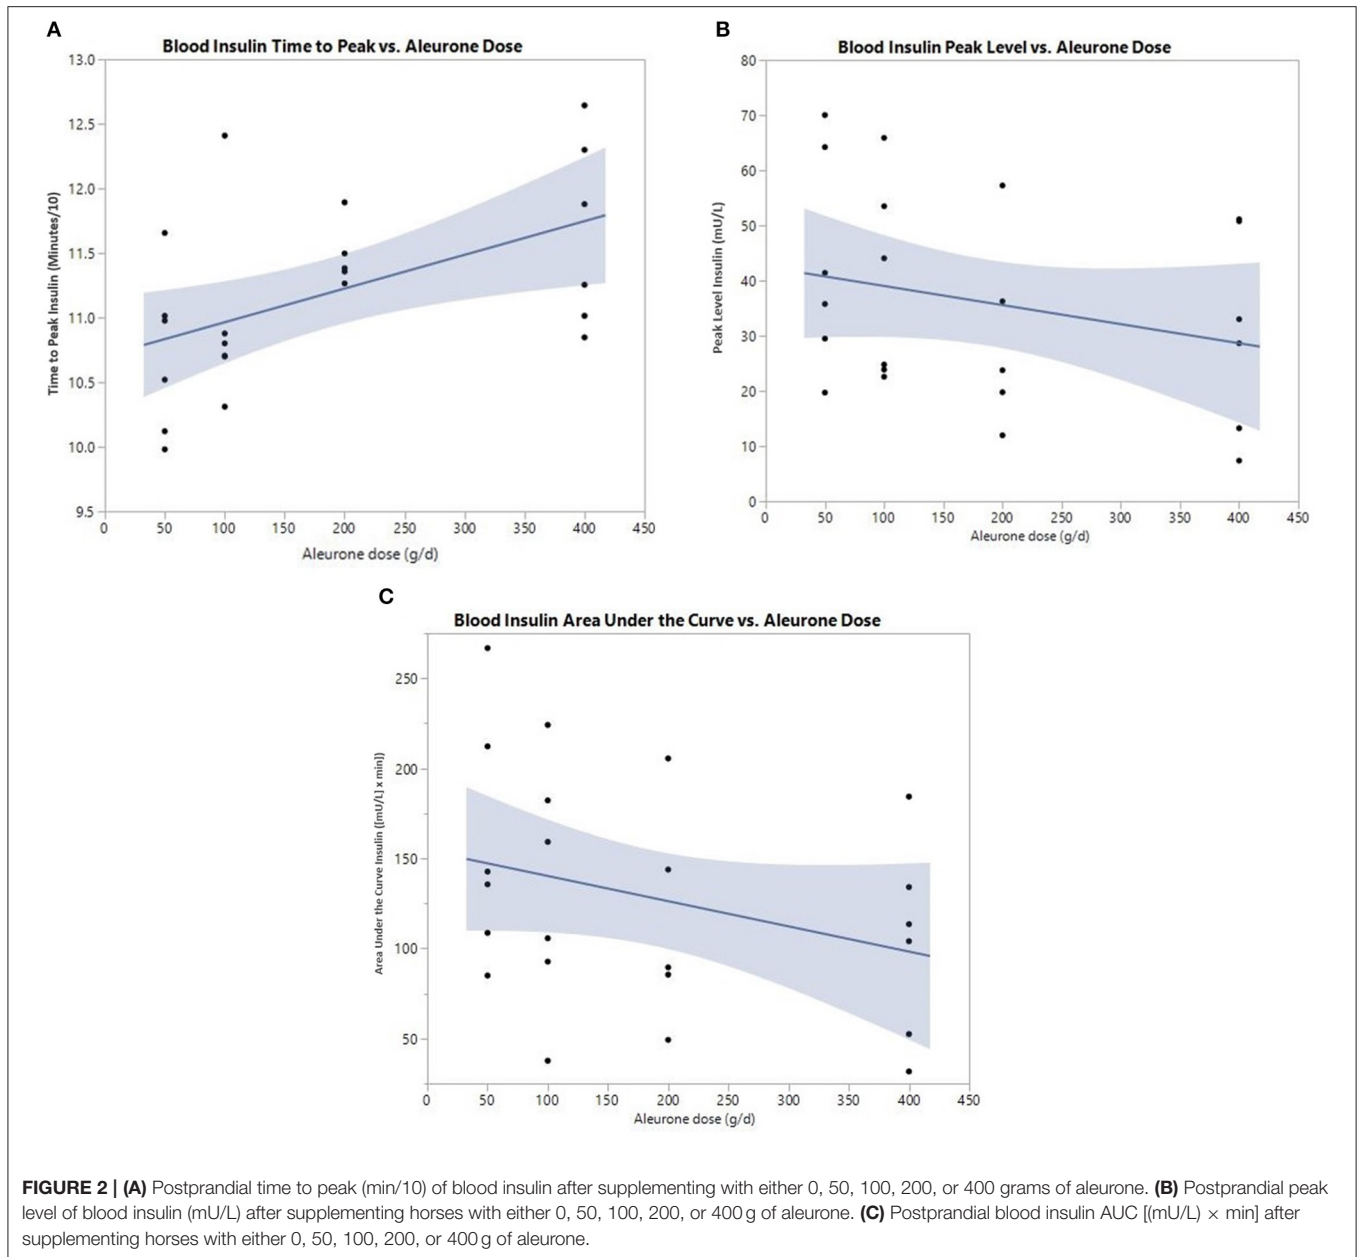 A
Blood Insulin Time to Peak vs. Aleurone Dose
13.0
12.5
12.0
11.5
11.0
10.5
10.0
9.5
Time to Peak Insulin (Minutes/10)
0 50 100 150 200 250 300 350 400 450
Aleurone dose (g/d)
B
Blood Insulin Peak Level vs. Aleurone Dose
80
70
60
50
40
30
20
10
0
Peak Level Insulin (mU/L)
0 50 100 150 200 250 300 350 400 450
Aleurone dose (g/d)
C
Blood Insulin Area Under the Curve vs. Aleurone Dose
250
200
150
100
50
Area Under the Curve Insulin ([mU/L] x min])
0 50 100 150 200 250 300 350 400 450
Aleurone dose (g/d)
FIGURE 2 | (A) Postprandial time to peak (min/10) of blood insulin after supplementing with either 0, 50, 100, 200, or 400 grams of aleurone. (B) Postprandial peak
level of blood insulin (mU/L) after supplementing horses with either 0, 50, 100, 200, or 400 g of aleurone. (C) Postprandial blood insulin AUC [(mU/L) × min] after
supplementing horses with either 0, 50, 100, 200, or 400 g of aleurone.